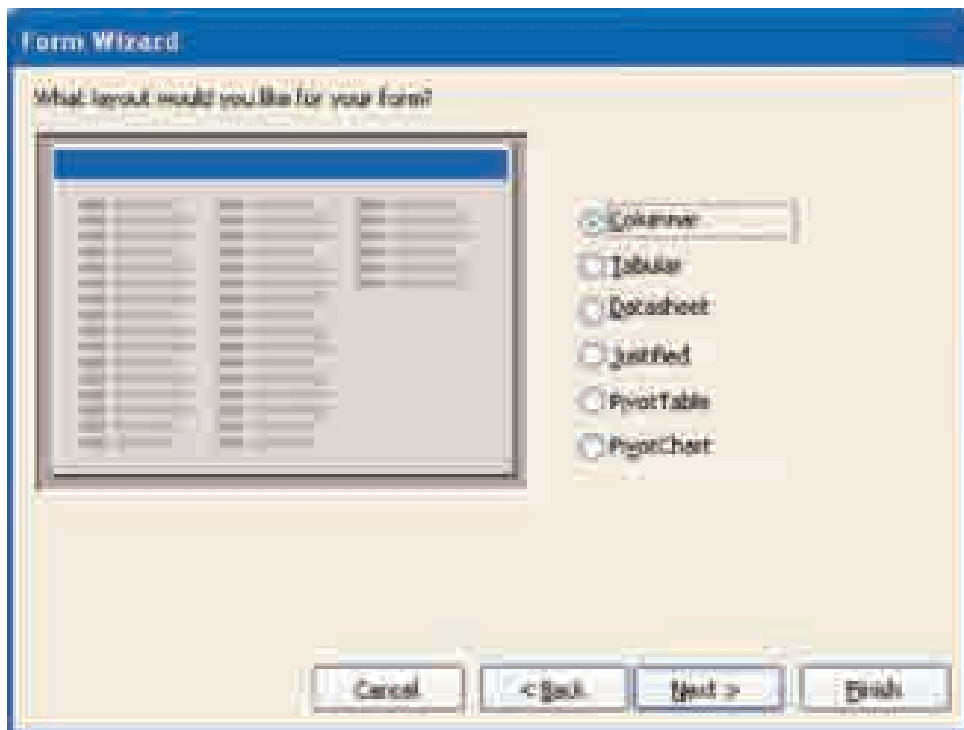 Form Wizard
What layout would you like for your form?
Columnar
Tabular
Datasheet
Justified
PivotTable
PivotChart
Cancel
< Back
Next >
Finish